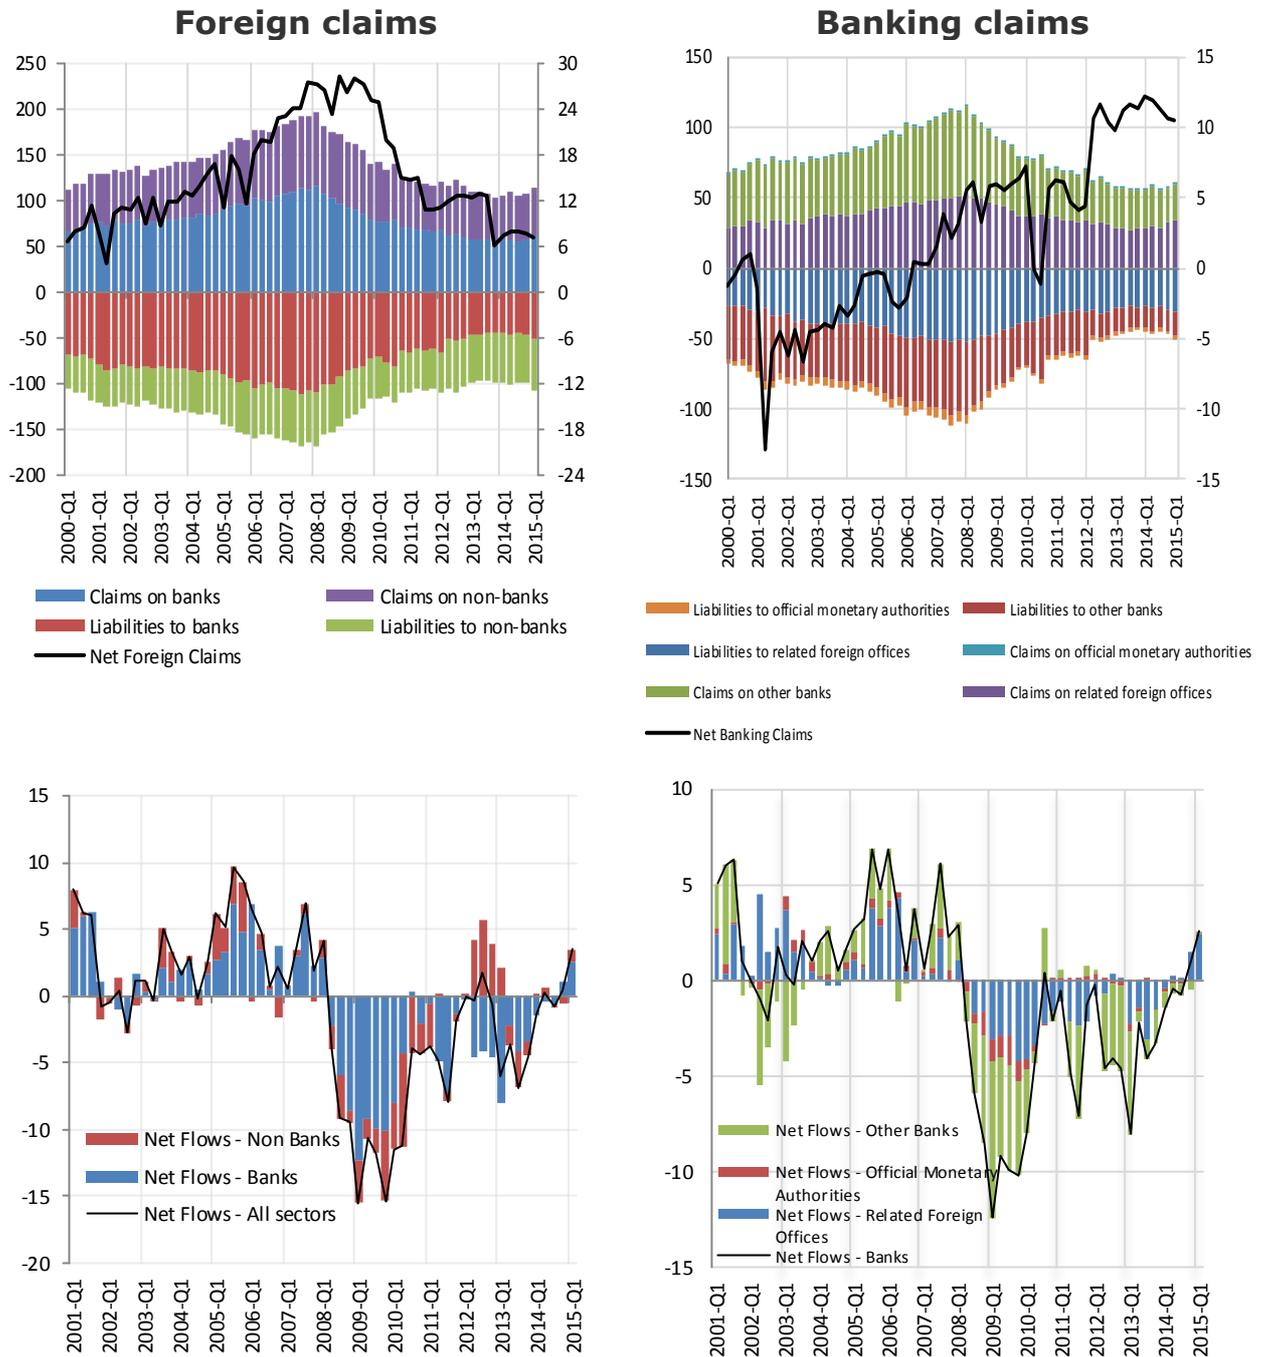 Foreign claims
250
200
150
100
50
0
-50
-100
-150
-200
30
24
18
12
6
0
-6
-12
-18
-24
2000-Q1
2001-Q1
2002-Q1
2003-Q1
2004-Q1
2005-Q1
2006-Q1
2007-Q1
2008-Q1
2009-Q1
2010-Q1
2011-Q1
2012-Q1
2013-Q1
2014-Q1
2015-Q1
Claims on banks
Claims on non-banks
Liabilities to banks
Liabilities to non-banks
Net Foreign Claims
Banking claims
150
100
50
0
-50
-100
-150
15
10
5
0
-5
-10
-15
2000-Q1
2001-Q1
2002-Q1
2003-Q1
2004-Q1
2005-Q1
2006-Q1
2007-Q1
2008-Q1
2009-Q1
2010-Q1
2011-Q1
2012-Q1
2013-Q1
2014-Q1
2015-Q1
Liabilities to official monetary authorities
Liabilities to other banks
Liabilities to related foreign offices
Claims on official monetary authorities
Claims on other banks
Claims on related foreign offices
Net Banking Claims
15
10
5
0
-5
-10
-15
-20
Net Flows - Non Banks
Net Flows - Banks
Net Flows - All sectors
2001-Q1
2002-Q1
2003-Q1
2004-Q1
2005-Q1
2006-Q1
2007-Q1
2008-Q1
2009-Q1
2010-Q1
2011-Q1
2012-Q1
2013-Q1
2014-Q1
2015-Q1
10
5
0
-5
-10
-15
Net Flows - Other Banks
Net Flows - Official Monetary
Authorities
Net Flows - Related Foreign
Offices
Net Flows - Banks
2001-Q1
2002-Q1
2003-Q1
2004-Q1
2005-Q1
2006-Q1
2007-Q1
2008-Q1
2009-Q1
2010-Q1
2011-Q1
2012-Q1
2013-Q1
2014-Q1
2015-Q1